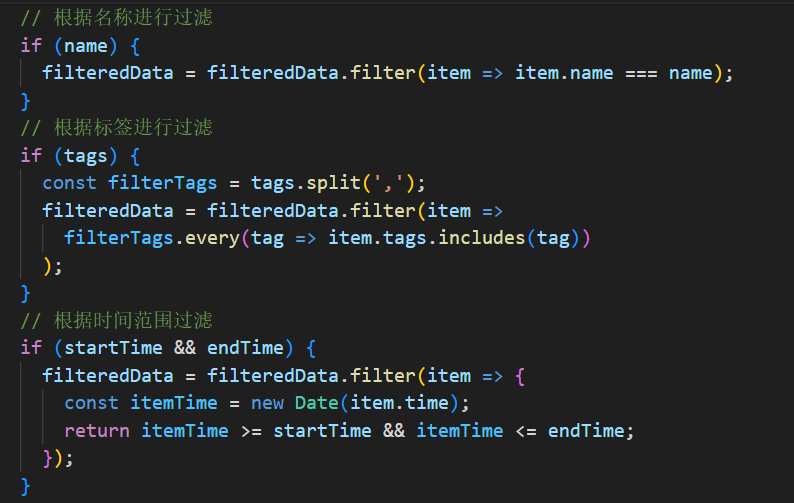 // 根据名称进行过滤
if (name) {
  filteredData = filteredData.filter(item => item.name === name);
}
// 根据标签进行过滤
if (tags) {
  const filterTags = tags.split(',');
  filteredData = filteredData.filter(item =>
    filterTags.every(tag => item.tags.includes(tag))
  );
}
// 根据时间范围过滤
if (startTime && endTime) {
  filteredData = filteredData.filter(item => {
    const itemTime = new Date(item.time);
    return itemTime >= startTime && itemTime <= endTime;
  });
}